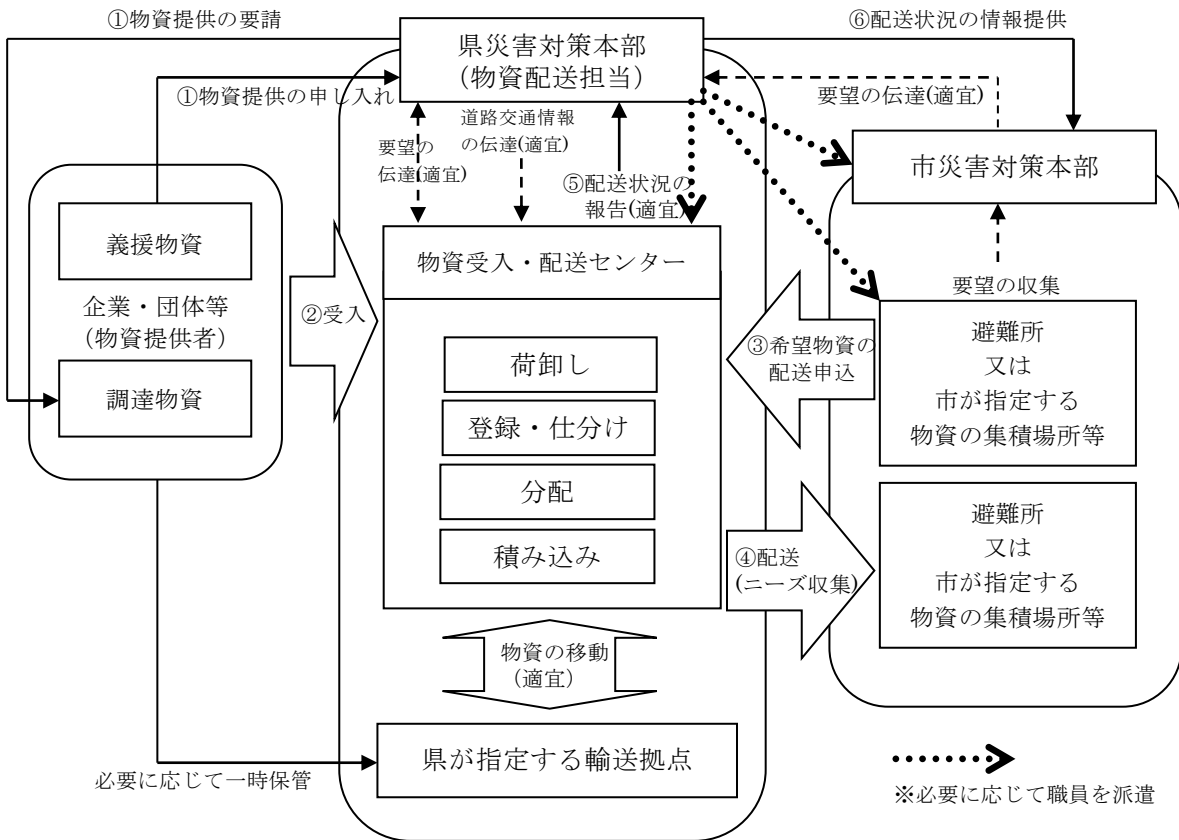 ①物資提供の要請
⑥配送状況の情報提供
県災害対策本部
(物資配送担当)
①物資提供の申し入れ
要望の伝達(適宜)
道路交通情報
の伝達(適宜)
要望の
伝達(適宜)
⑤配送状況の
報告(適宜)
市災害対策本部
義援物資
企業・団体等
(物資提供者)
調達物資
②受入
物資受入・配送センター
荷卸し
登録・仕分け
分配
積み込み
要望の収集
③希望物資の
配送申込
避難所
又は
市が指定する
物資の集積場所等
④配送
(ニーズ収集)
避難所
又は
市が指定する
物資の集積場所等
物資の移動
(適宜)
県が指定する輸送拠点
必要に応じて一時保管
※必要に応じて職員を派遣